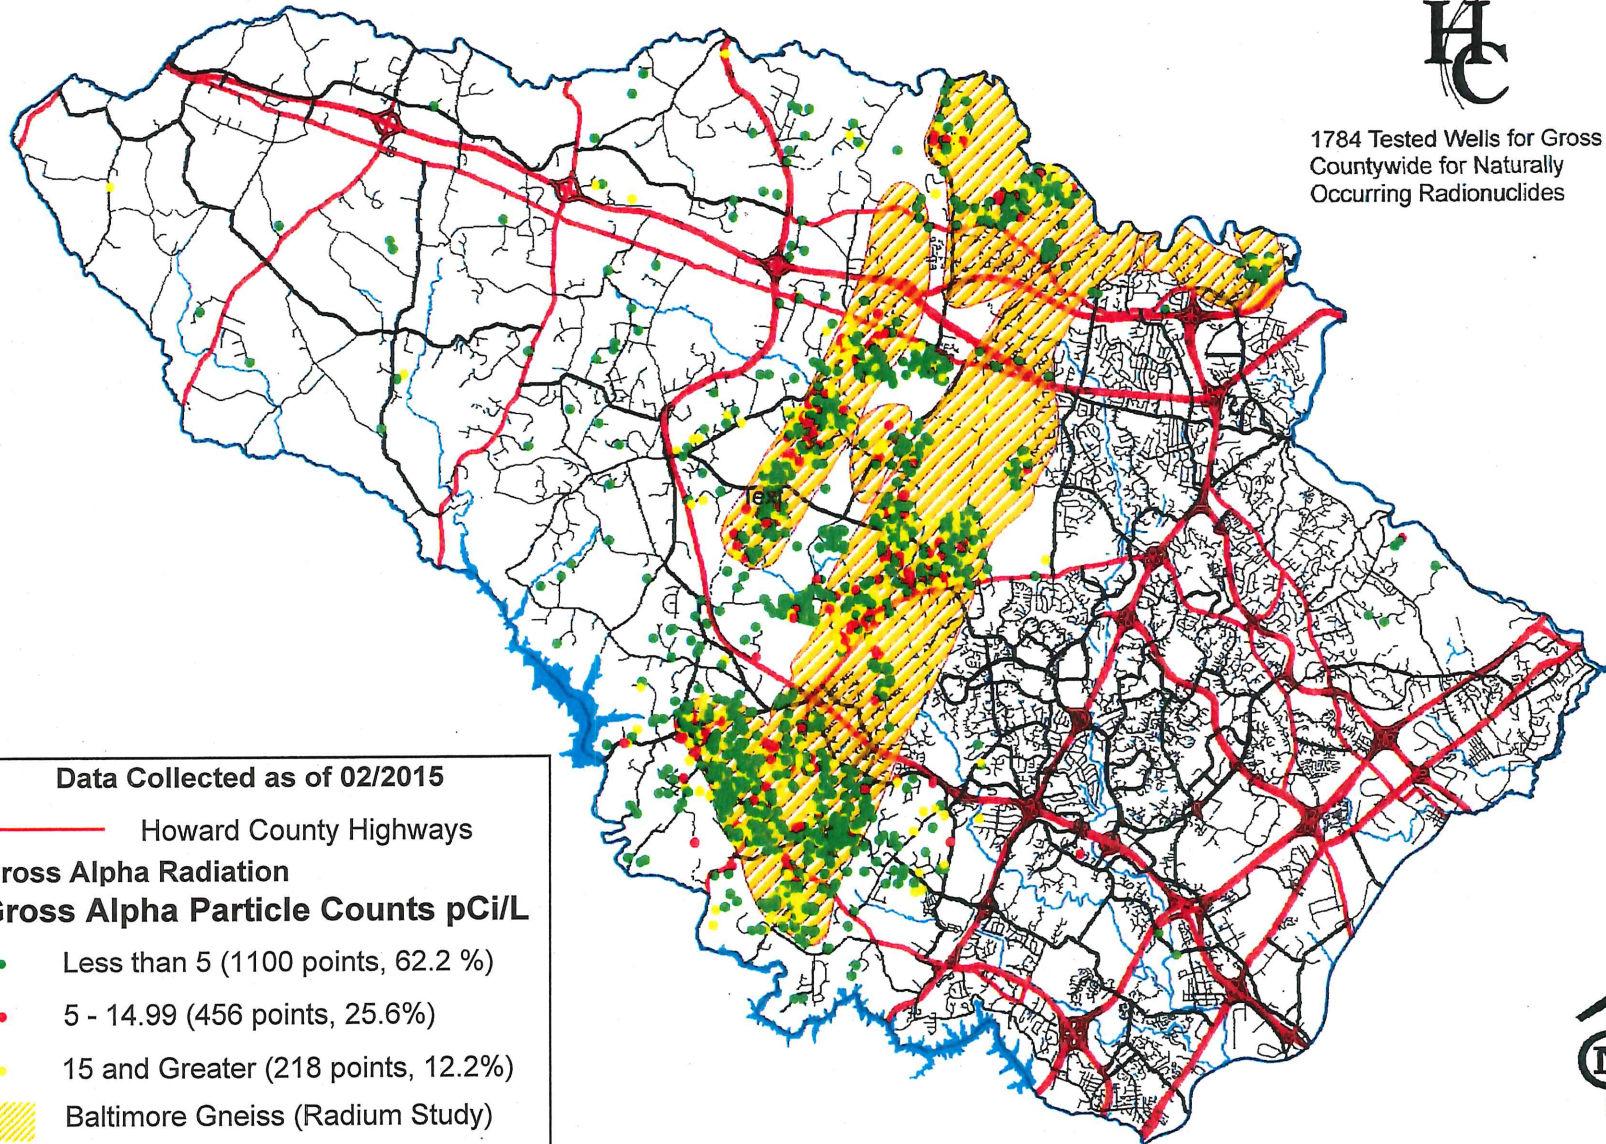 HC
1784 Tested Wells for Gross
Countywide for Naturally
Occurring Radionuclides
Text
Data Collected as of 02/2015
Howard County Highways
ross Alpha Radiation
Gross Alpha Particle Counts pCi/L
Less than 5 (1100 points, 62.2 %)
5 - 14.99 (456 points, 25.6%)
15 and Greater (218 points, 12.2%)
Baltimore Gneiss (Radium Study)
N